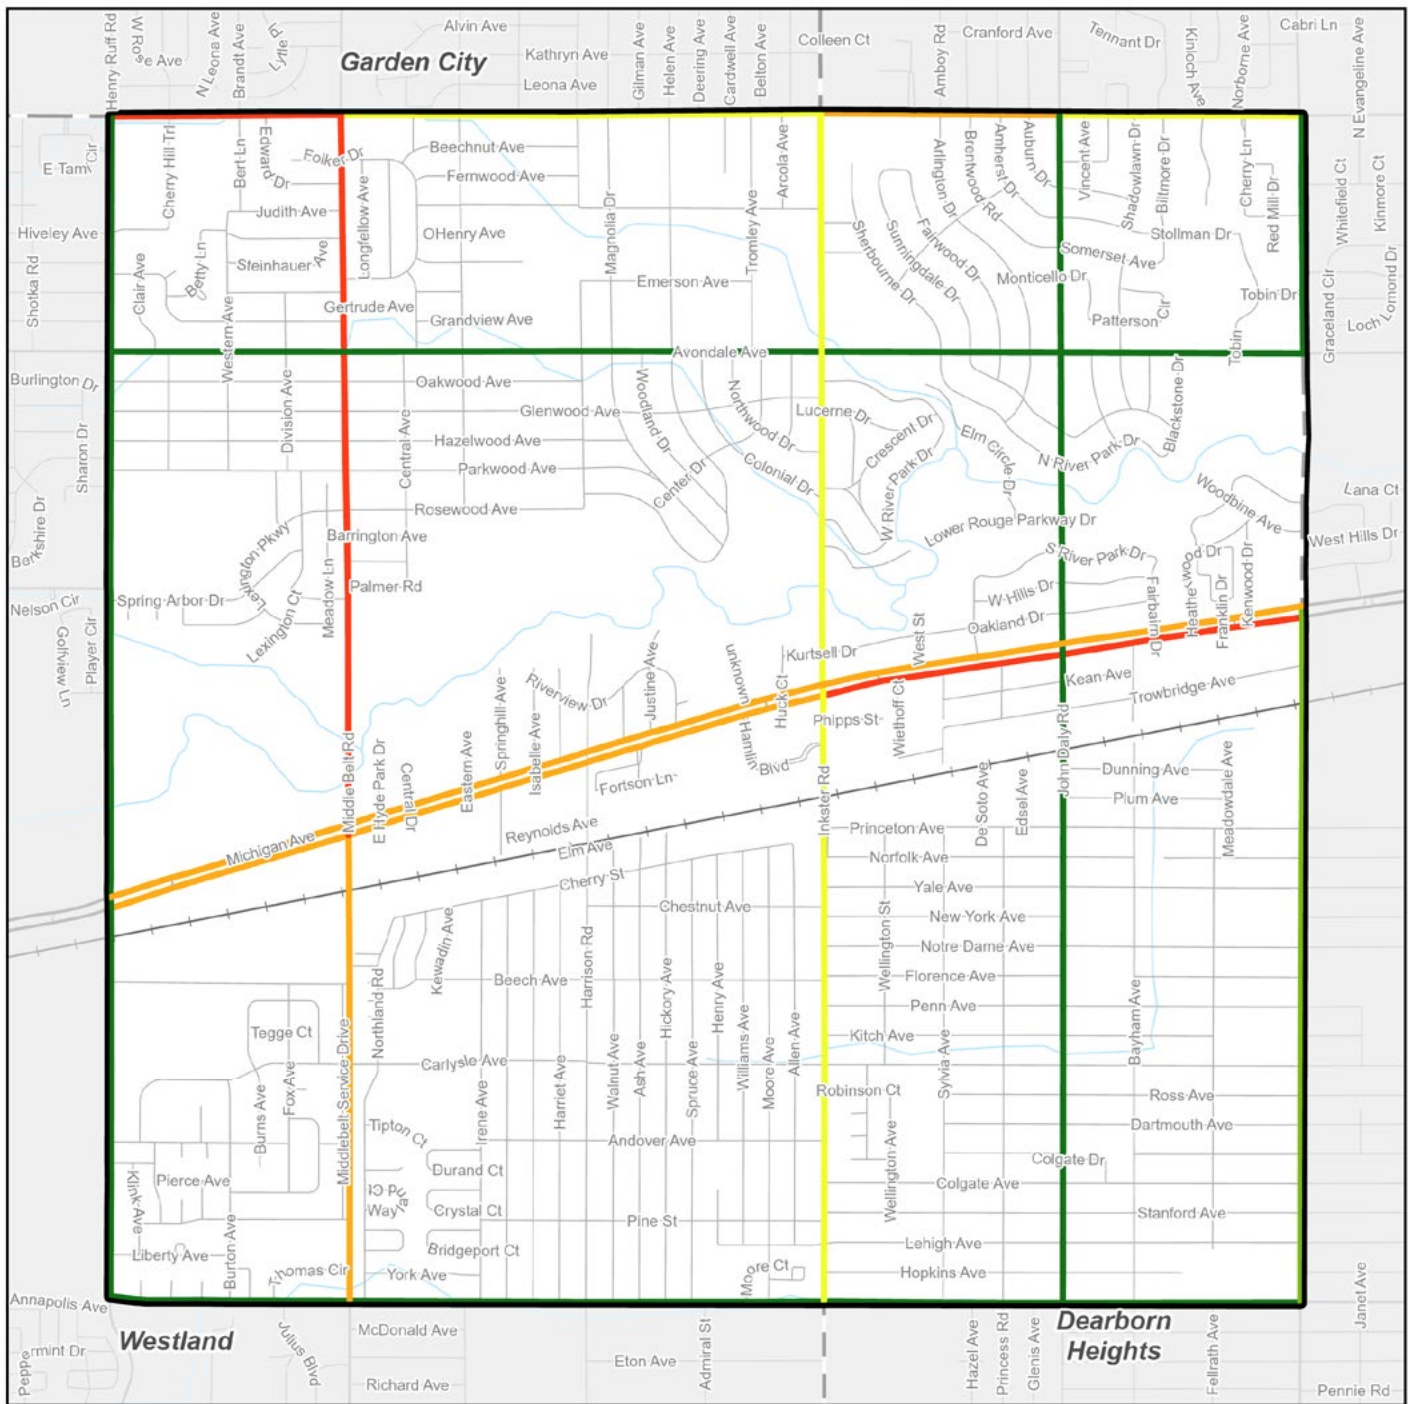 Henry Ruff Rd
W Rose Ave
N Leona Ave
Brandt Ave
Lytle Pl
Garden City
Alvin Ave
Kathryn Ave
Leona Ave
Gilman Ave
Helen Ave
Deering Ave
Cardwell Ave
Belton Ave
Colleen Ct
Amboy Rd
Cranford Ave
Tennant Dr
Kinloch Ave
Norborne Ave
Cabri Ln
N Evangeline Ave
E Tam Cir
Cherry Hill Trl
Bert Ln
Edward Dr
Folker Dr
Beechnut Ave
Fernwood Ave
Arcola Ave
Arlington Dr
Brentwood Rd
Amherst Dr
Auburn Dr
Vincent Ave
Shadowlawn Dr
Biltmore Dr
Cherry Ln
Red Mill Dr
Whitefield Ct
Kinmore Ct
Hiveley Ave
Judith Ave
Longfellow Ave
OHenry Ave
Magnolia Dr
Tromley Ave
Sherbourne Dr
Sunningdale Dr
Fairwood Dr
Stollman Dr
Somerset Ave
Shotka Rd
Clair Ave
Betty Ln
Steinhauer Ave
Emerson Ave
Monticello Dr
Tobin Dr
Graceland Cir
Loch Lomond Dr
Western Ave
Gertrude Ave
Grandview Ave
Patterson Cir
Tobin
Avondale Ave
Burlington Dr
Oakwood Ave
Division Ave
Central Ave
Glenwood Ave
Woodland Dr
Northwood Dr
Lucerne Dr
Crescent Dr
Blackstone Dr
Hazelwood Ave
Sharon Dr
Parkwood Ave
Center Dr
Colonial Dr
W River Park Dr
Elm Circle Dr
N River Park Dr
Woodbine Ave
Lana Ct
Rosewood Ave
Lower Rouge Parkway Dr
Berkshire Dr
Barrington Ave
Lexington Pkwy
West Hills Dr
S River Park Dr
Palmer Rd
Meadow Ln
W Hills Dr
Fairbairn Dr
Heatherwood Dr
Franklin Dr
Kenwood Dr
Nelson Cir
Spring Arbor Dr
Lexington Ct
Oakland Dr
Golfview Ln
Player Cir
West St
Kurtsell Dr
Riverview Dr
Justine Ave
unknown
Huck Ct
Kean Ave
Trowbridge Ave
Springhill Ave
Isabelle Ave
Phipps St
Wiethoff Ct
John Daly Rd
Middle Belt Rd
E Hyde Park Dr
Central Dr
Eastern Ave
Fortson Ln
Hamlin Blvd
Inkster Rd
De Soto Ave
Edsel Ave
Dunning Ave
Plum Ave
Meadowdale Ave
Michigan Ave
Reynolds Ave
Elm Ave
Cherry St
Princeton Ave
Norfolk Ave
Yale Ave
Chestnut Ave
Wellington St
New York Ave
Notre Dame Ave
Kewadin Ave
Harrison Rd
Northland Rd
Beech Ave
Hickory Ave
Henry Ave
Florence Ave
Penn Ave
Bayham Ave
Tegge Ct
Middlebelt Service Drive
Kitch Ave
Carlysle Ave
Allen Ave
Williams Ave
Moore Ave
Sylvia Ave
Fox Ave
Burns Ave
Irene Ave
Harriet Ave
Walnut Ave
Ash Ave
Spruce Ave
Robinson Ct
Ross Ave
Tipton Ct
Andover Ave
Wellington Ave
Dartmouth Ave
Durand Ct
Colgate Dr
Pierce Ave
Klink Ave
Way
Crystal Ct
Colgate Ave
Pine St
Stanford Ave
Burton Ave
Liberty Ave
Bridgeport Ct
Lehigh Ave
Thomas Cir
York Ave
Moore Ct
Hopkins Ave
Annapolis Ave
Westland
Julius Blvd
McDonald Ave
Admiral St
Dearborn
Heights
Hazel Ave
Princess Rd
Glenis Ave
Fellrath Ave
Janet Ave
Peppermint Dr
Eton Ave
Richard Ave
Pennie Rd